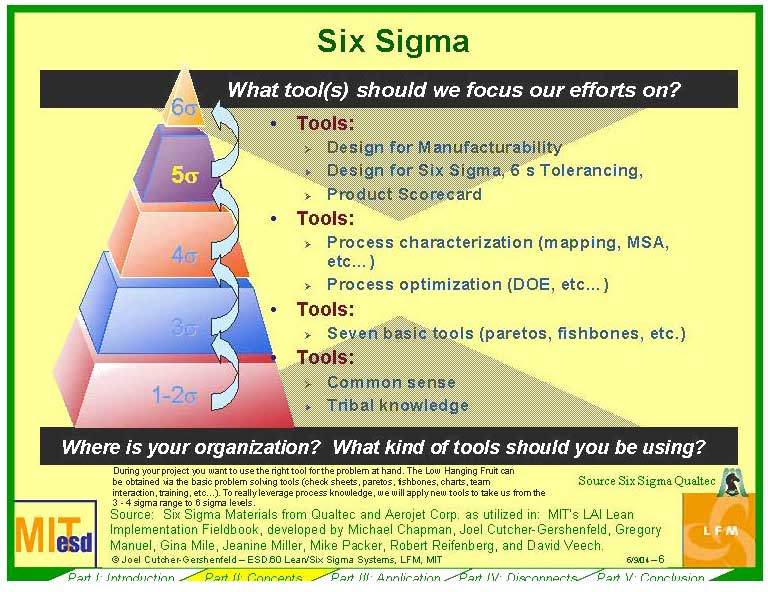 Six Sigma
What tool(s) should we focus our efforts on?
6σ
• Tools:
Design for Manufacturability
5σ
Design for Six Sigma, 6 s Tolerancing,
Product Scorecard
• Tools:
4σ
Process characterization (mapping, MSA,
etc…)
Process optimization (DOE, etc…)
• Tools:
3σ
Seven basic tools (paretos, fishbones, etc.)
• Tools:
1-2σ
Common sense
Tribal knowledge
Where is your organization? What kind of tools should you be using?
During your project you want to use the right tool for the problem at hand. The Low Hanging Fruit can
be obtained via the basic problem solving tools (check sheets, paretos, fishbones, charts, team
interaction, training, etc…). To really leverage process knowledge, we will apply new tools to take us from the
3 - 4 sigma range to 6 sigma levels.
Source Six Sigma Qualtec
Source: Six Sigma Materials from Qualtec and Aerojet Corp. as utilized in: MIT's LAI Lean
Implementation Fieldbook, developed by Michael Chapman, Joel Cutcher-Gershenfeld, Gregory
Manuel, Gina Mile, Jeanine Miller, Mike Packer, Robert Reifenberg, and David Veech.
MIT
esd
LFM
© Joel Cutcher-Gershenfeld – ESD.60 Lean/Six Sigma Systems, LFM, MIT
6/9/04 – 6
Part I: Introduction
Part II: Concepts
Part III: Application
Part IV: Disconnects
Part V: Conclusion